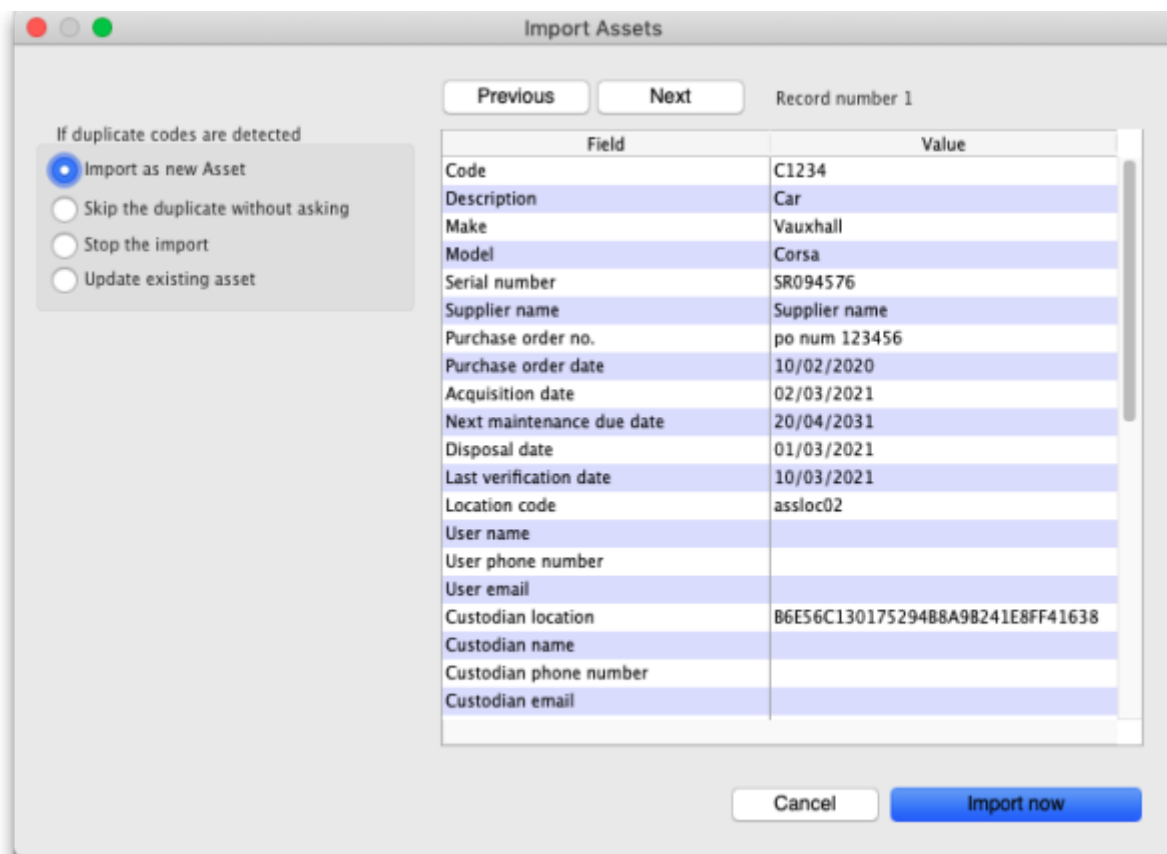 Import Assets
Previous Next Record number 1
If duplicate codes are detected
Import as new Asset
Skip the duplicate without asking
Stop the import
Update existing asset
Field Value
Code C1234
Description Car
Make Vauxhall
Model Corsa
Serial number SR094576
Supplier name Supplier name
Purchase order no. po num 123456
Purchase order date 10/02/2020
Acquisition date 02/03/2021
Next maintenance due date 20/04/2031
Disposal date 01/03/2021
Last verification date 10/03/2021
Location code assloc02
User name
User phone number
User email
Custodian location B6E56C130175294B8A9B241E8FF41638
Custodian name
Custodian phone number
Custodian email
Cancel Import now